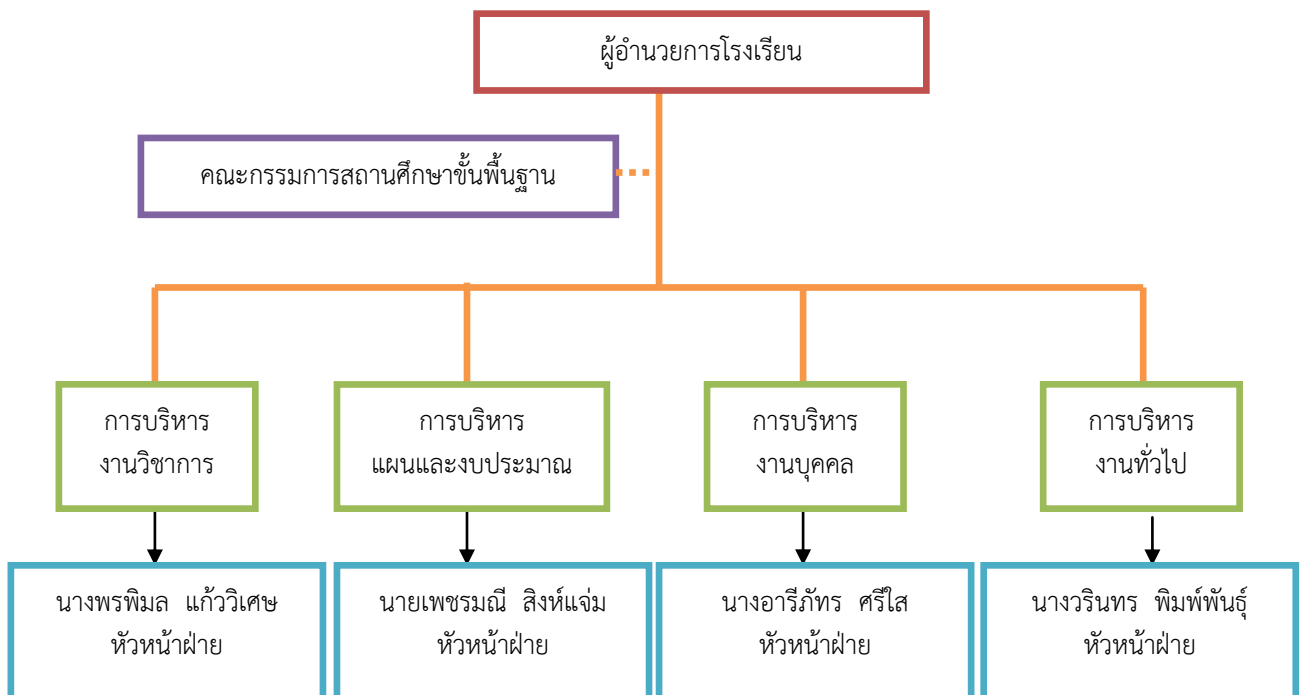 ผู้อำนวยการโรงเรียน
คณะกรรมการสถานศึกษาขั้นพื้นฐาน
การบริหาร
งานวิชาการ
การบริหาร
แผนและงบประมาณ
การบริหาร
งานบุคคล
การบริหาร
งานทั่วไป
นางพรพิมล แก้ววิเศษ
หัวหน้าฝ่าย
นายเพชรมณี สิงห์แจ่ม
หัวหน้าฝ่าย
นางอารีภัทร ศรีใส
หัวหน้าฝ่าย
นางวรินทร พิมพ์พันธุ์
หัวหน้าฝ่าย